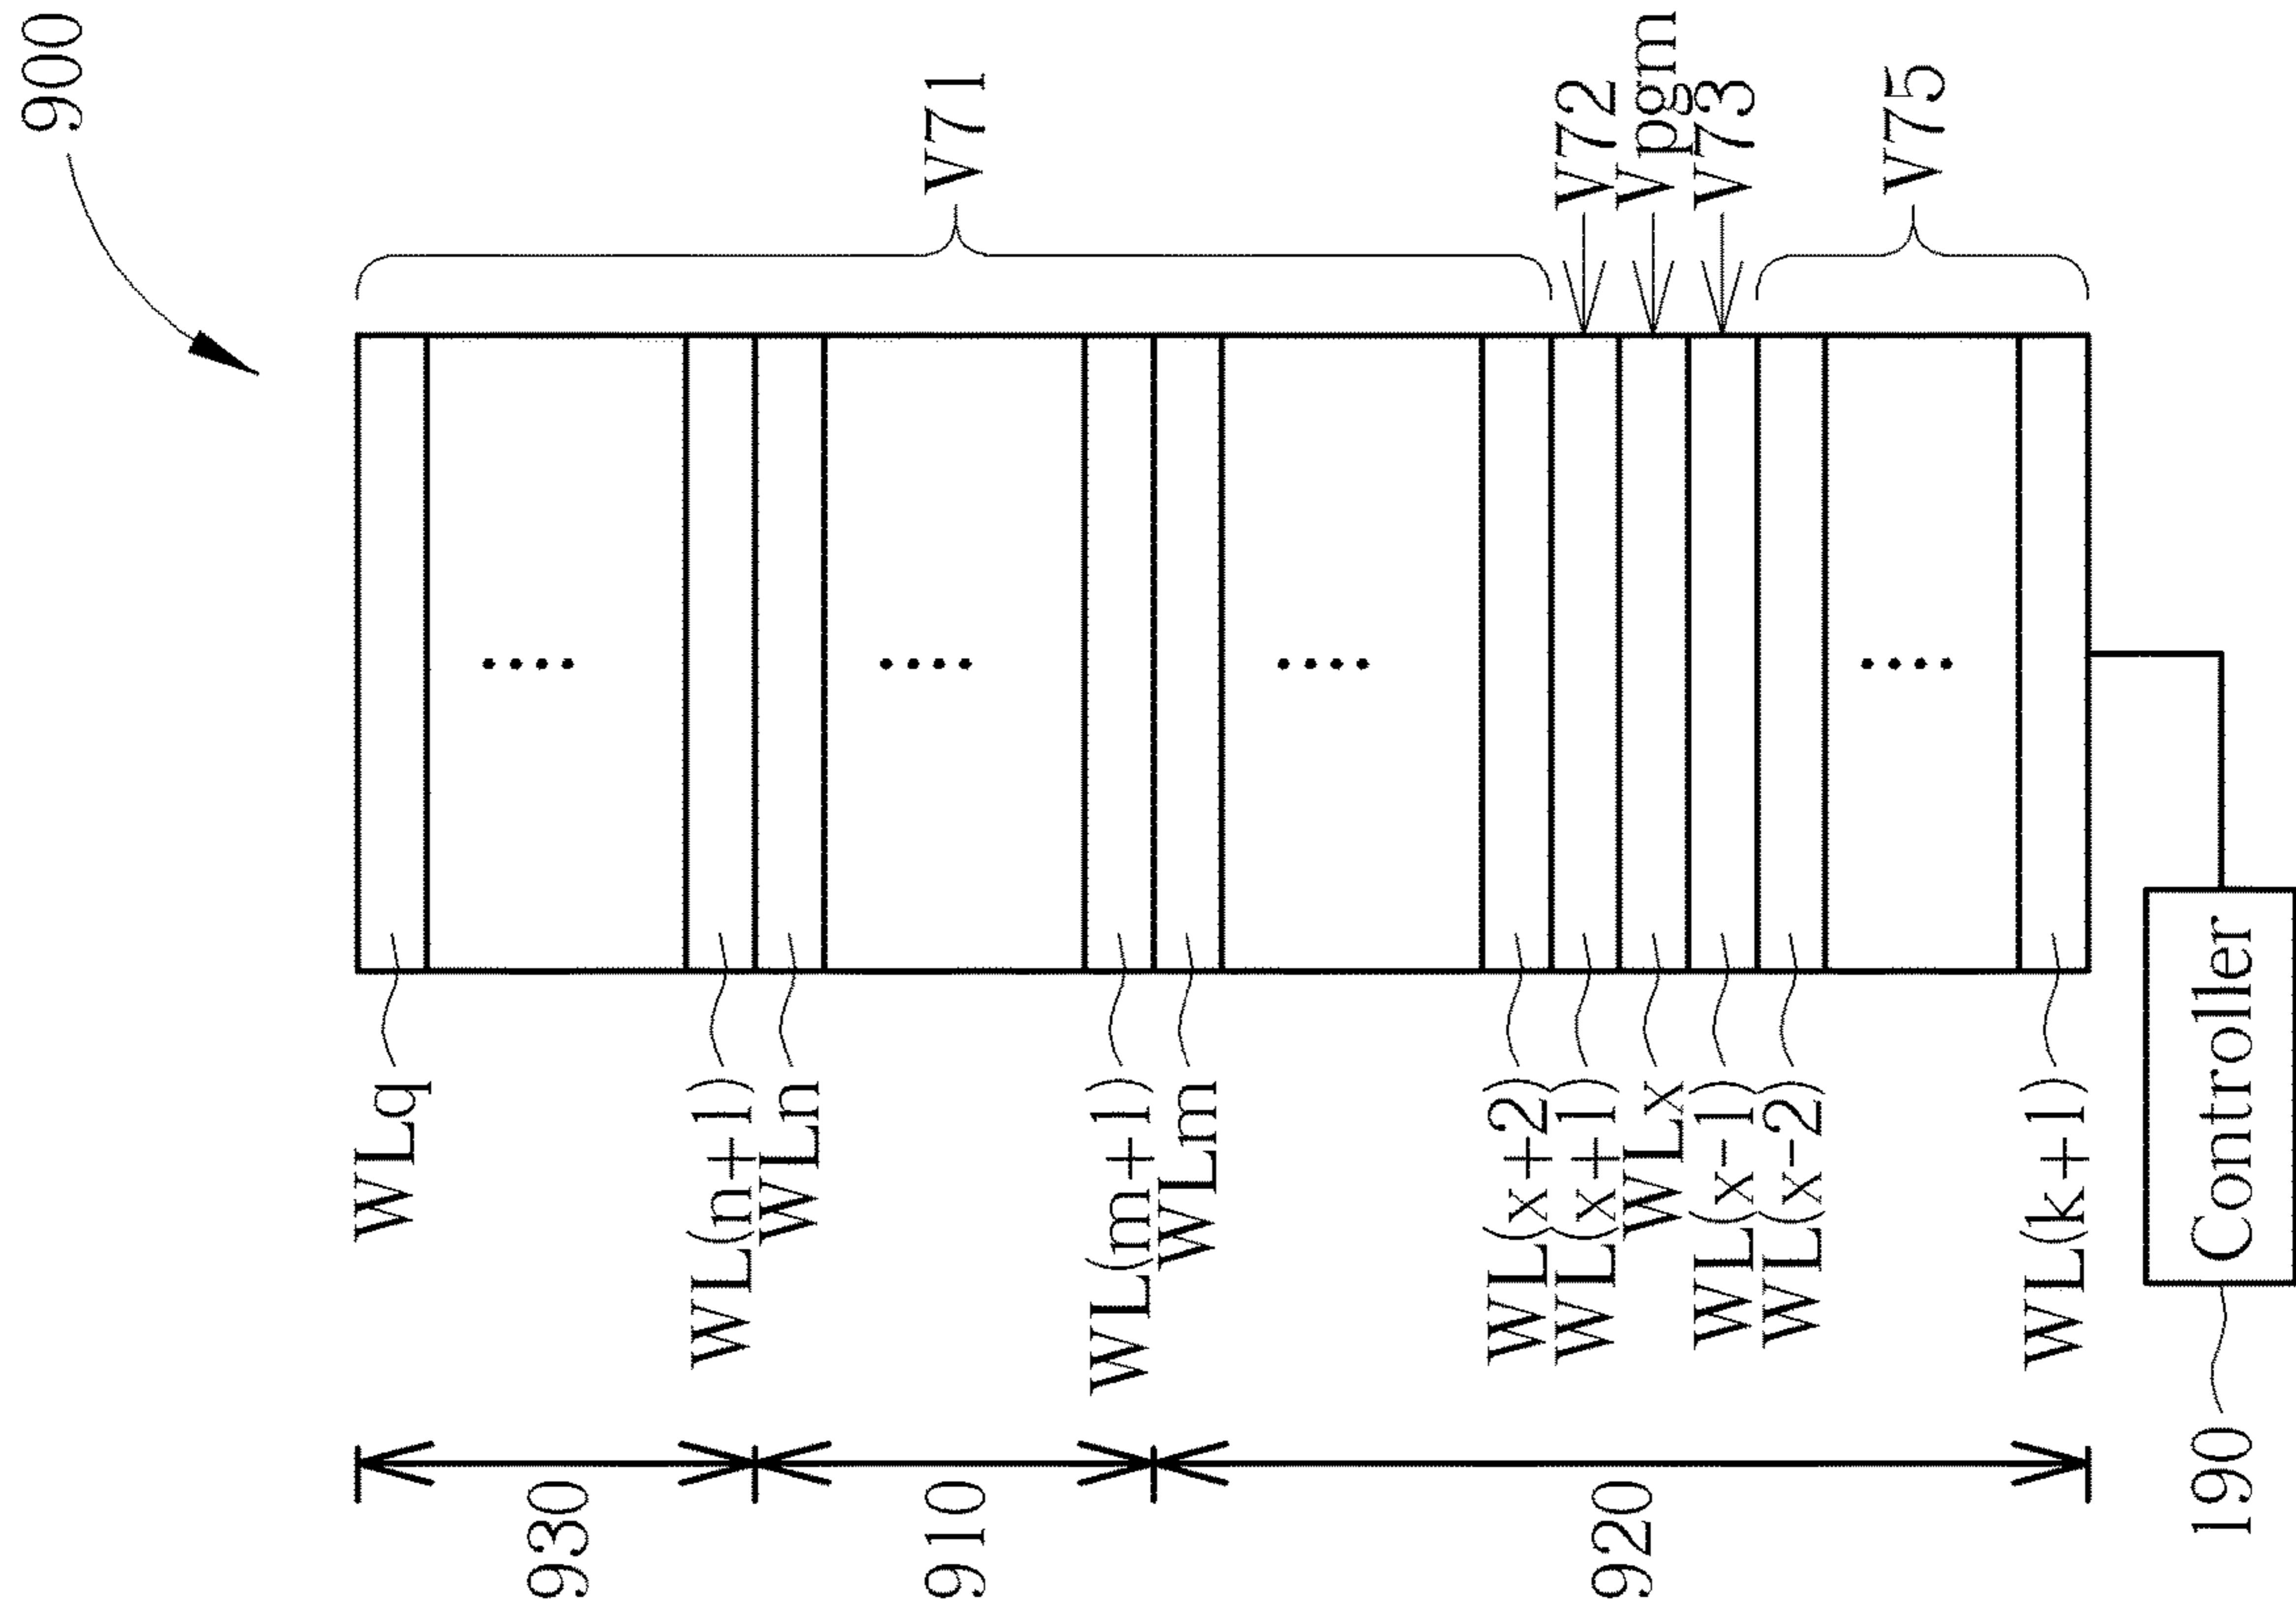 900
V71
V72
Vpgm
V73
V75
WLq
WL(n+1)
WLn
WL(m+1)
WLm
WL(x+2)
WL(x+1)
WLx
WL(x-1)
WL(x-2)
WL(k+1)
930
910
920
Controller
190